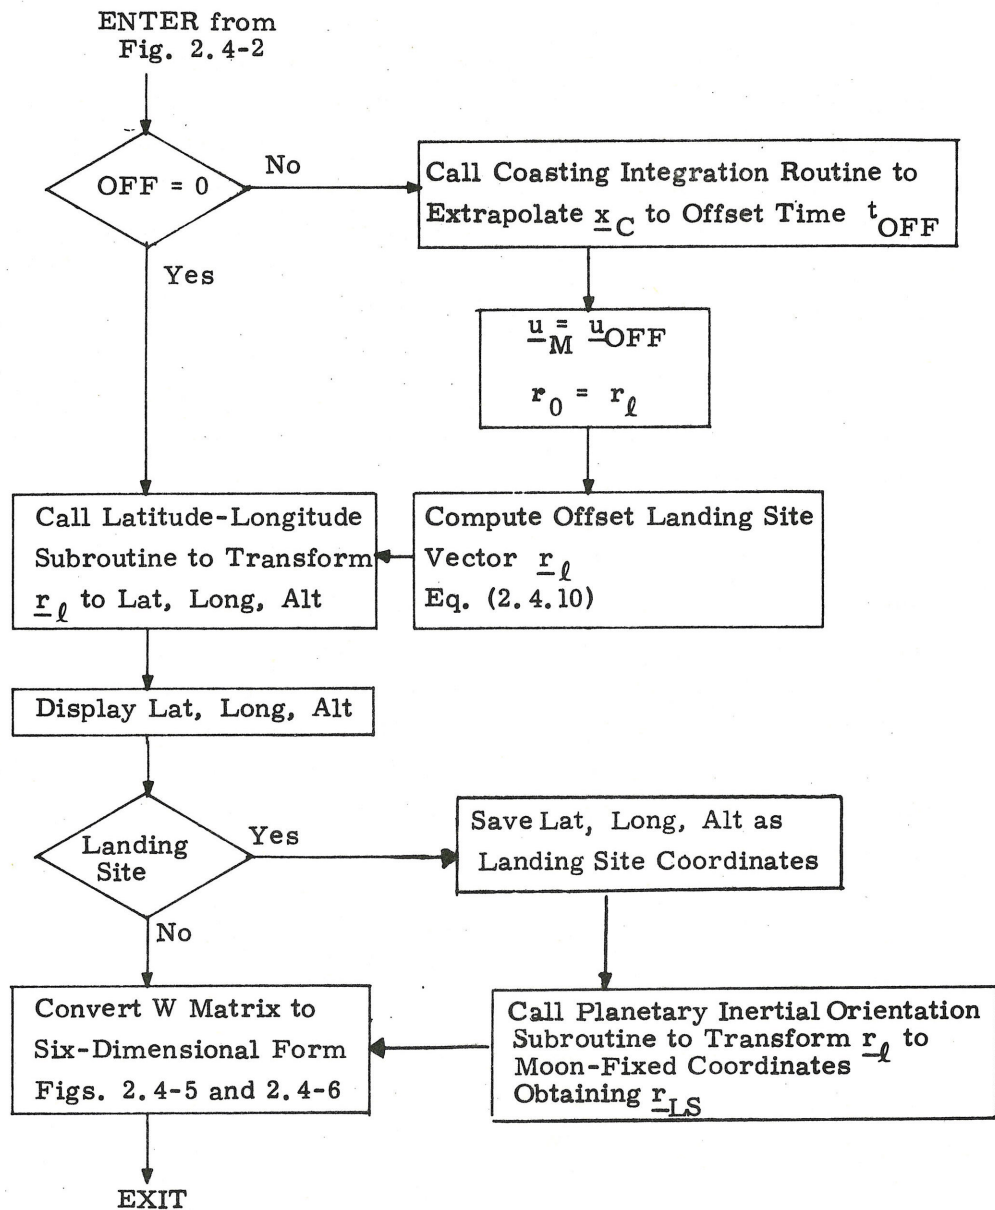 ENTER from
Fig. 2.4-2
OFF = 0
No
Yes
Call Coasting Integration Routine to
Extrapolate x_C to Offset Time t_OFF
u_M = u_OFF
r_0 = r_ℓ
Compute Offset Landing Site
Vector r_ℓ
Eq. (2.4.10)
Call Latitude-Longitude
Subroutine to Transform
r_ℓ to Lat, Long, Alt
Display Lat, Long, Alt
Landing
Site
Yes
No
Save Lat, Long, Alt as
Landing Site Coordinates
Call Planetary Inertial Orientation
Subroutine to Transform r_ℓ to
Moon-Fixed Coordinates
Obtaining r_LS
Convert W Matrix to
Six-Dimensional Form
Figs. 2.4-5 and 2.4-6
EXIT